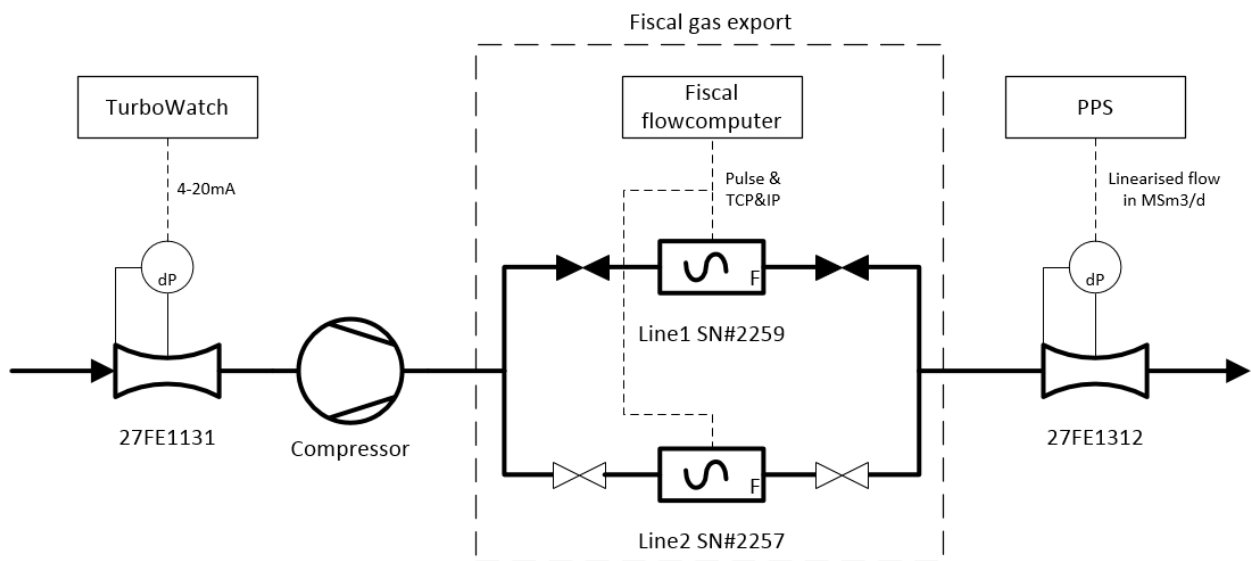 Fiscal gas export
TurboWatch
Fiscal
flowcomputer
PPS
4-20mA
Pulse &
TCP&IP
Linearised flow
in MSm3/d
dP
F
dP
Line1 SN#2259
27FE1131
Compressor
27FE1312
F
Line2 SN#2257